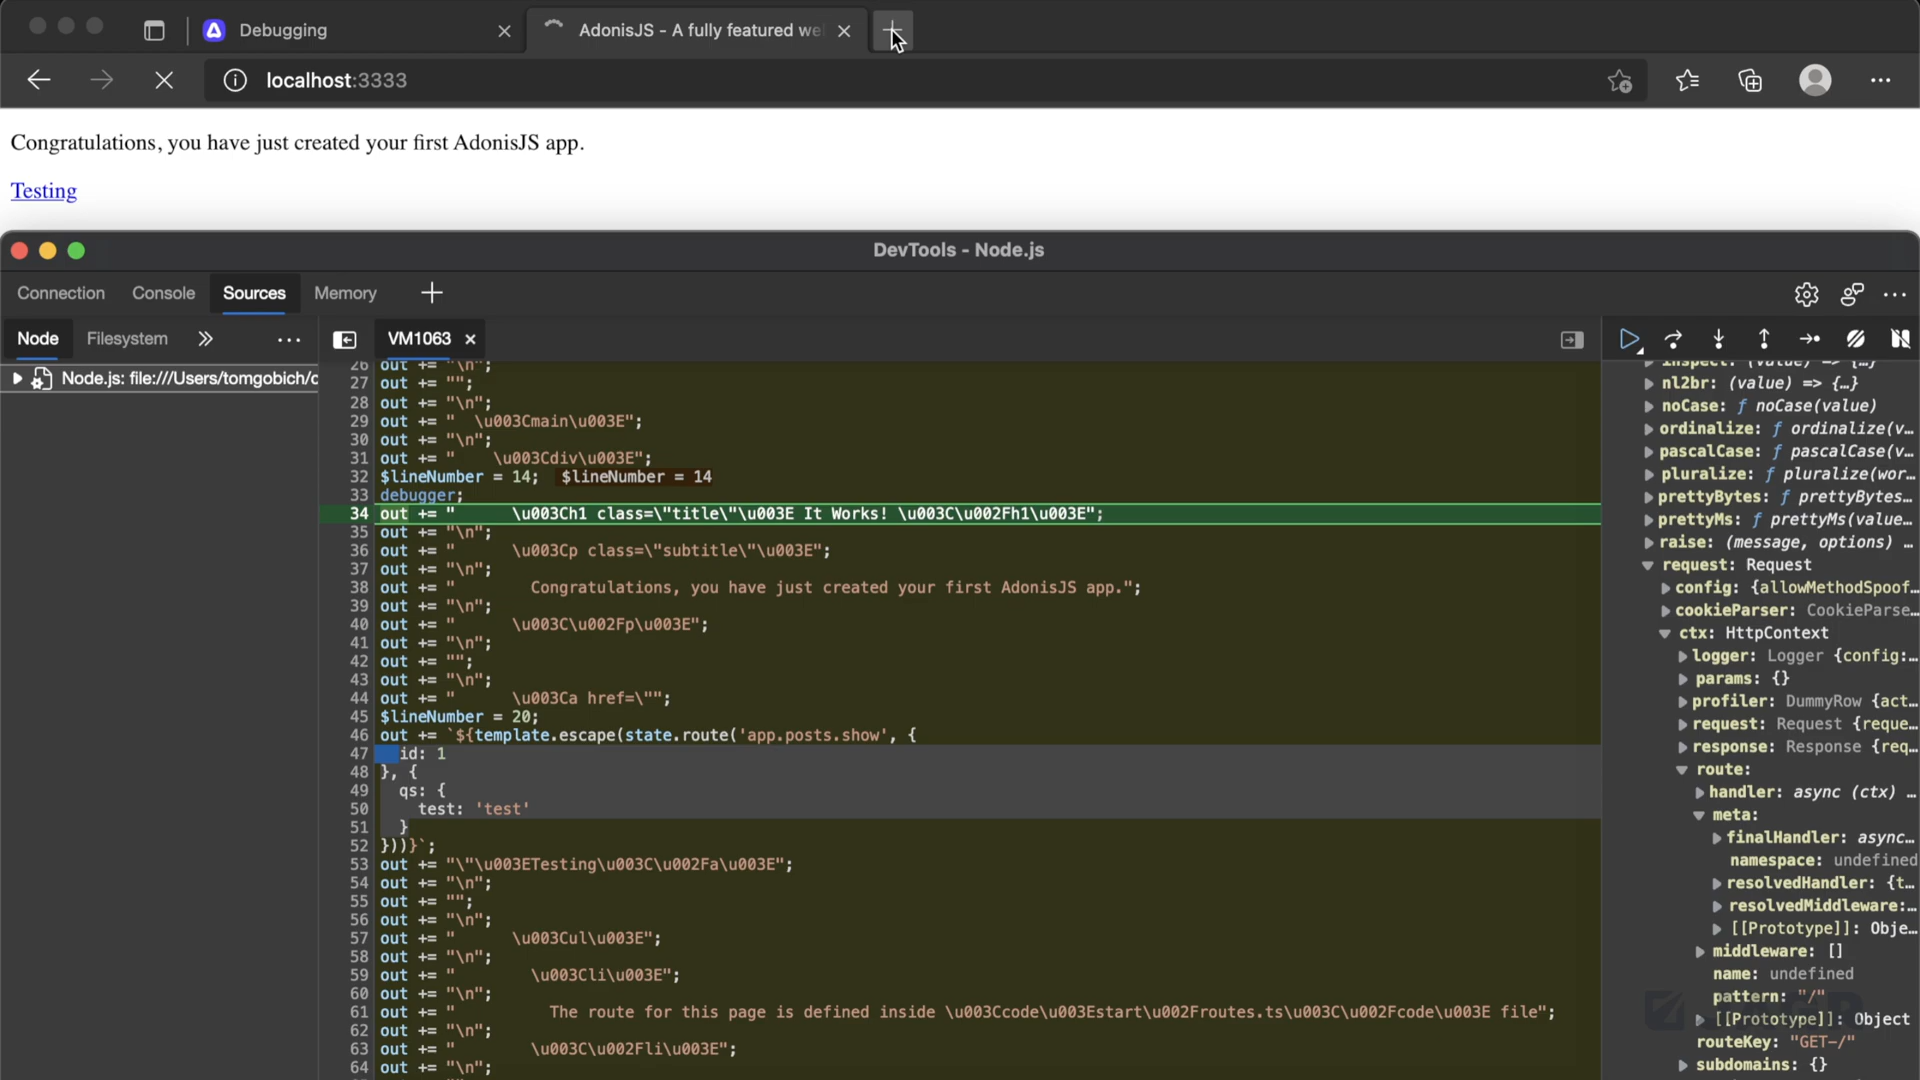 Debugging
AdonisJS - A fully featured we
localhost:3333
Congratulations, you have just created your first AdonisJS app.
Testing
DevTools - Node.js
Connection Console Sources Memory
Node Filesystem
VM1063
Node.js: file:///Users/tomgobich/c
26 out += "\n";
27 out += "";
28 out += "\n";
29 out += "  \u003Cmain\u003E";
30 out += "\n";
31 out += "    \u003Cdiv\u003E";
32 $lineNumber = 14; $lineNumber = 14
33 debugger;
34 out += "      \u003Ch1 class=\"title\"\u003E It Works! \u003C\u002Fh1\u003E";
35 out += "\n";
36 out += "      \u003Cp class=\"subtitle\"\u003E";
37 out += "\n";
38 out += "        Congratulations, you have just created your first AdonisJS app.";
39 out += "\n";
40 out += "      \u003C\u002Fp\u003E";
41 out += "\n";
42 out += "";
43 out += "\n";
44 out += "      \u003Ca href=\"";
45 $lineNumber = 20;
46 out += `${template.escape(state.route('app.posts.show', {
47   id: 1
48 }, {
49   qs: {
50     test: 'test'
51   }
52 }))}`;
53 out += "\"\u003ETesting\u003C\u002Fa\u003E";
54 out += "\n";
55 out += "";
56 out += "\n";
57 out += "      \u003Cul\u003E";
58 out += "\n";
59 out += "        \u003Cli\u003E";
60 out += "\n";
61 out += "          The route for this page is defined inside \u003Ccode\u003Estart\u002Froutes.ts\u003C\u002Fcode\u003E file";
62 out += "\n";
63 out += "        \u003C\u002Fli\u003E";
64 out += "\n";
inspect: (value) => {…}
nl2br: (value) => {…}
noCase: ƒ noCase(value)
ordinalize: ƒ ordinalize(v…
pascalCase: ƒ pascalCase(v…
pluralize: ƒ pluralize(wor…
prettyBytes: ƒ prettyBytes…
prettyMs: ƒ prettyMs(value…
raise: (message, options) …
request: Request
config: {allowMethodSpoof…
cookieParser: CookieParse…
ctx: HttpContext
logger: Logger {config:…
params: {}
profiler: DummyRow {act…
request: Request {reque…
response: Response {req…
route:
handler: async (ctx) …
meta:
finalHandler: async…
namespace: undefined
resolvedHandler: {t…
resolvedMiddleware:…
[[Prototype]]: Obje…
middleware: []
name: undefined
pattern: "/"
[[Prototype]]: Object
routeKey: "GET-/"
subdomains: {}